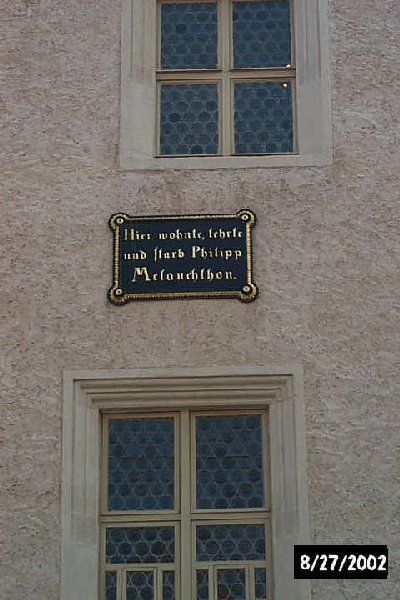 Hier wohnte, lehrte
und starb Philipp
Melanchthon.
8/27/2002